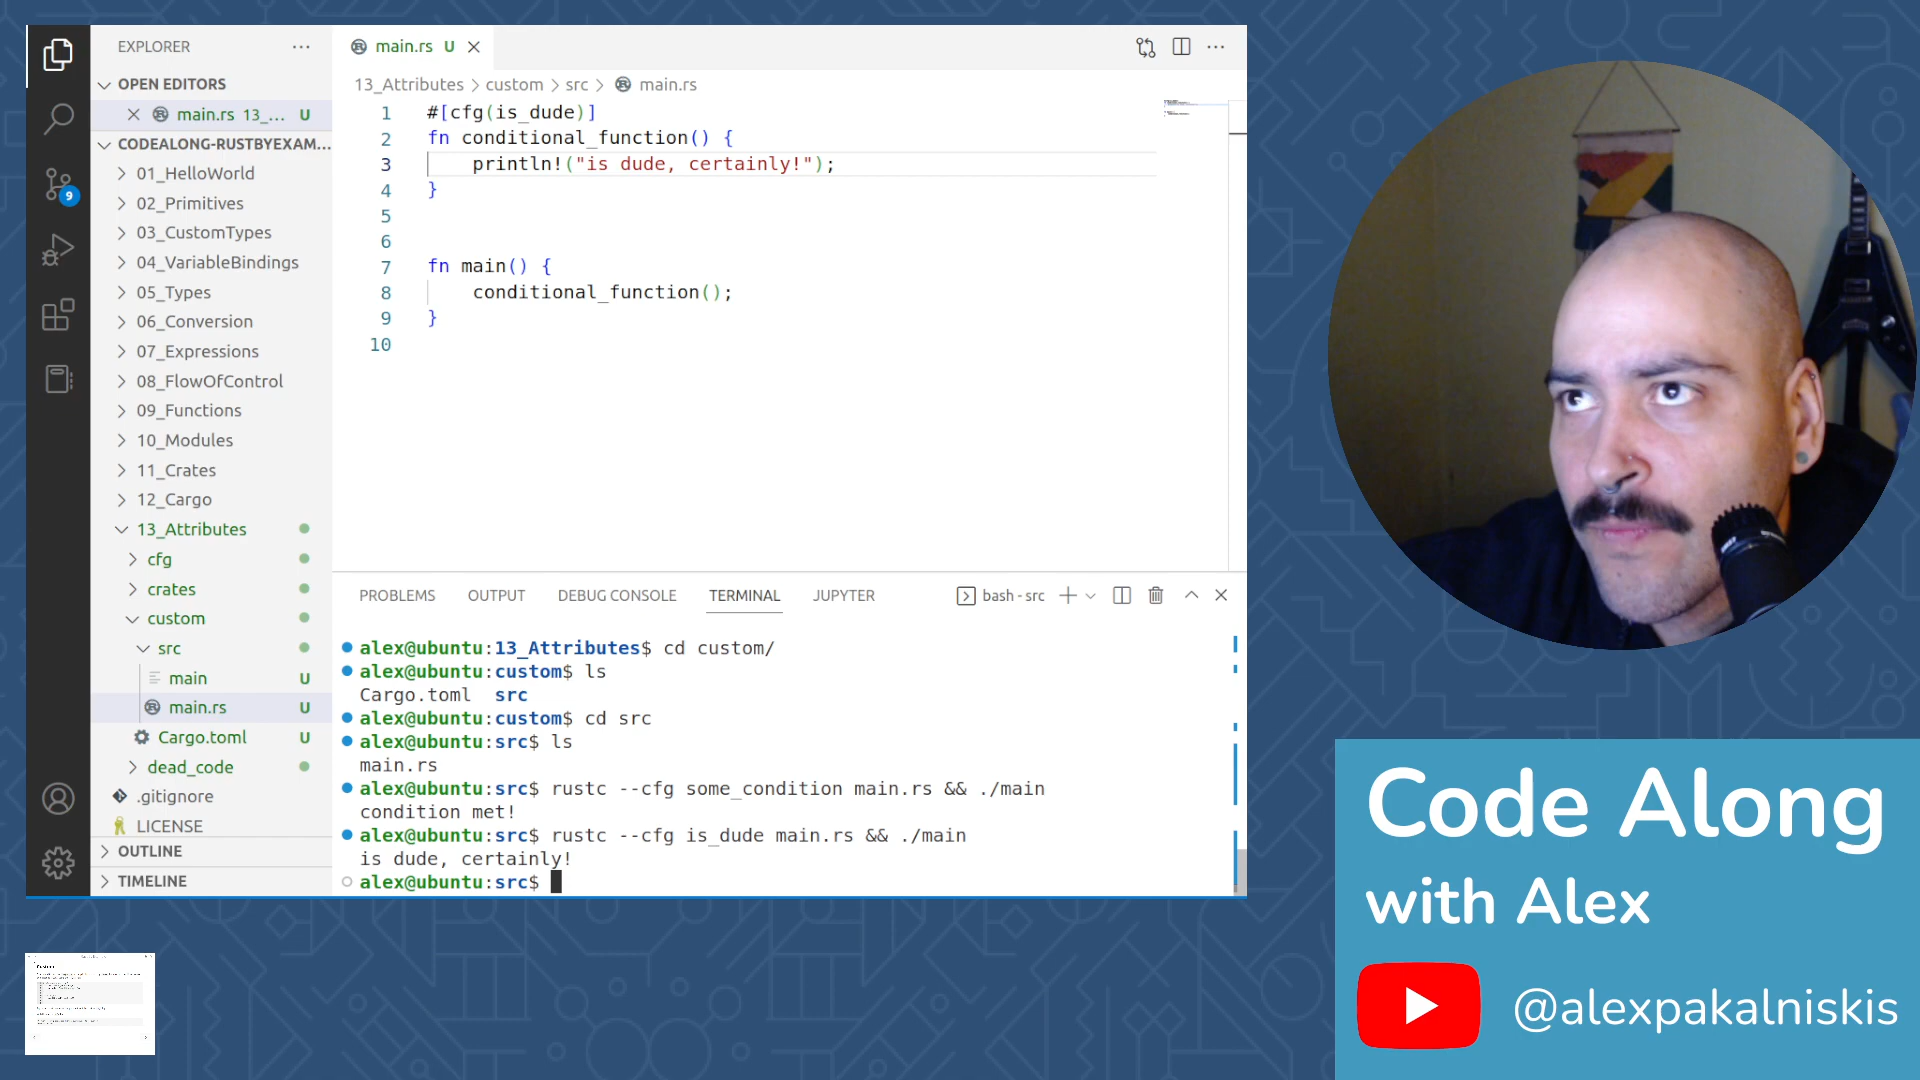 EXPLORER
OPEN EDITORS
main.rs 13_... U
CODEALONG-RUSTBYEXAM...
01_HelloWorld
02_Primitives
03_CustomTypes
04_VariableBindings
05_Types
06_Conversion
07_Expressions
08_FlowOfControl
09_Functions
10_Modules
11_Crates
12_Cargo
13_Attributes
cfg
crates
custom
src
main U
main.rs U
Cargo.toml U
dead_code
.gitignore
LICENSE
OUTLINE
TIMELINE
9
main.rs U
13_Attributes > custom > src > main.rs
1 #[cfg(is_dude)]
2 fn conditional_function() {
3 println!("is dude, certainly!");
4 }
5
6
7 fn main() {
8 conditional_function();
9 }
10
PROBLEMS OUTPUT DEBUG CONSOLE TERMINAL JUPYTER bash - src
alex@ubuntu:13_Attributes$ cd custom/
alex@ubuntu:custom$ ls
Cargo.toml src
alex@ubuntu:custom$ cd src
alex@ubuntu:src$ ls
main.rs
alex@ubuntu:src$ rustc --cfg some_condition main.rs && ./main
condition met!
alex@ubuntu:src$ rustc --cfg is_dude main.rs && ./main
is dude, certainly!
alex@ubuntu:src$
Code Along
with Alex
@alexpakalniskis